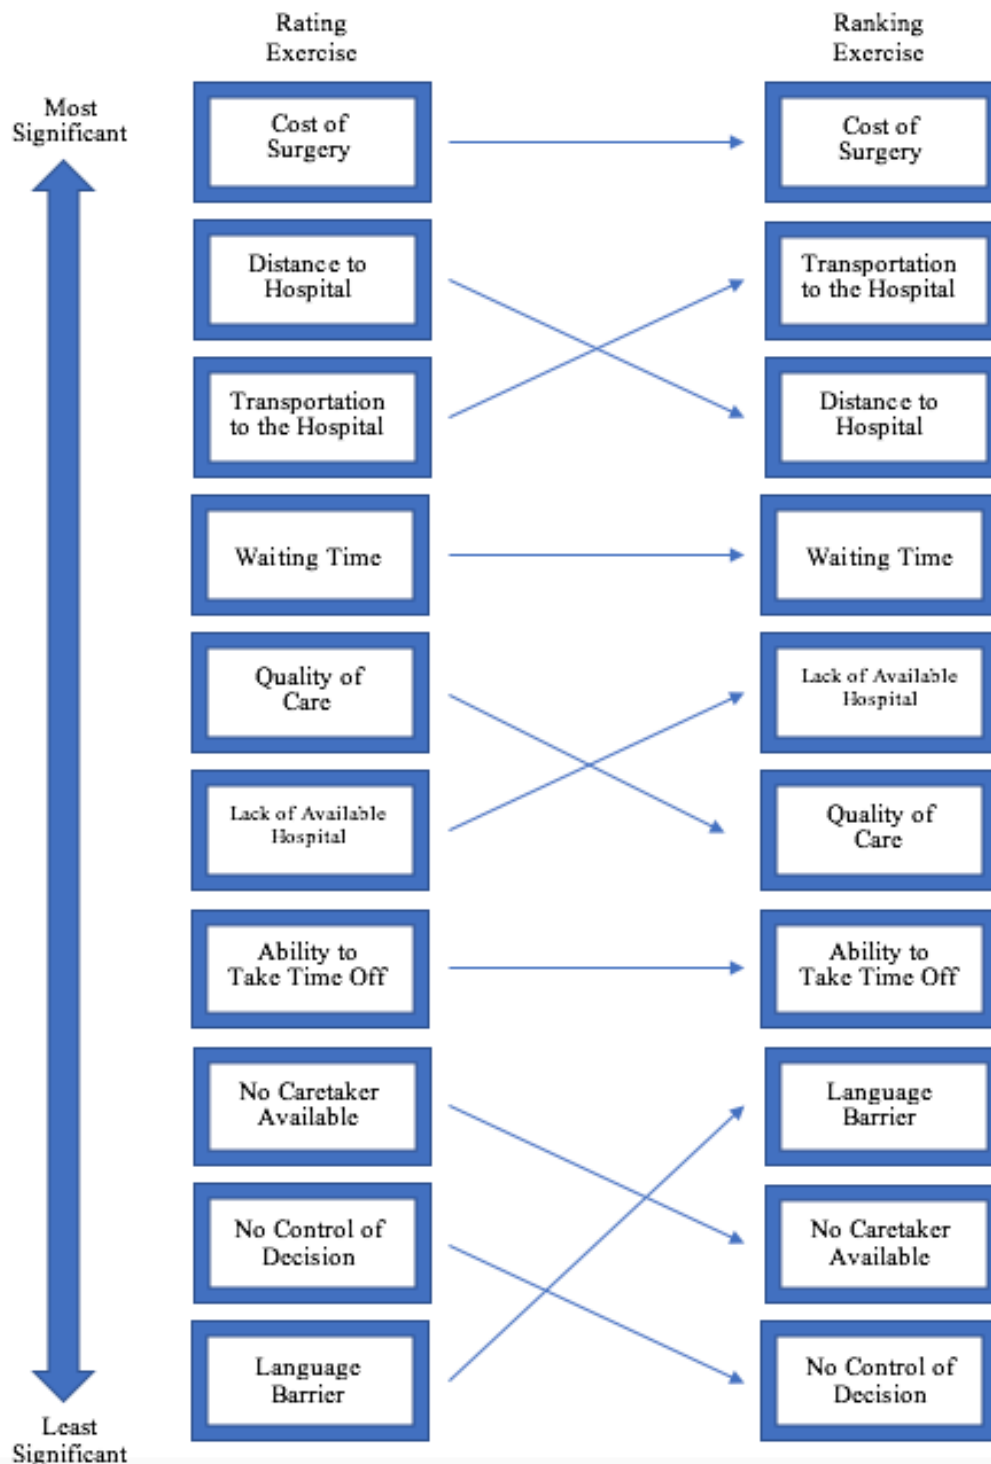 Rating
Exercise
Ranking
Exercise
Most
Significant
Cost of
Surgery
Cost of
Surgery
Distance to
Hospital
Transportation
to the Hospital
Transportation
to the Hospital
Distance to
Hospital
Waiting Time
Waiting Time
Quality of
Care
Lack of Available
Hospital
Lack of Available
Hospital
Quality of
Care
Ability to
Take Time Off
Ability to
Take Time Off
No Caretaker
Available
Language
Barrier
No Control of
Decision
No Caretaker
Available
Language
Barrier
No Control of
Decision
Least
Significant